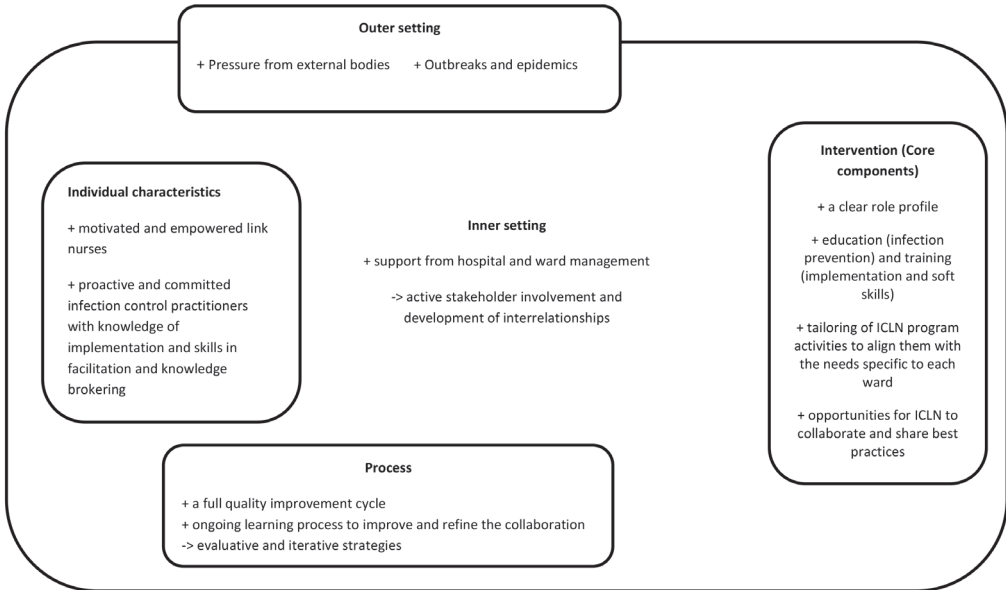 Outer setting
+ Pressure from external bodies + Outbreaks and epidemics
Individual characteristics
+ motivated and empowered link
nurses
+ proactive and committed
infection control practitioners
with knowledge of
implementation and skills in
facilitation and knowledge
brokering
Inner setting
+ support from hospital and ward management
-> active stakeholder involvement and
development of interrelationships
Intervention (Core
components)
+ a clear role profile
+ education (infection
prevention) and training
(implementation and soft
skills)
+ tailoring of ICLN program
activities to align them with
the needs specific to each
ward
+ opportunities for ICLN to
collaborate and share best
practices
Process
+ a full quality improvement cycle
+ ongoing learning process to improve and refine the collaboration
-> evaluative and iterative strategies